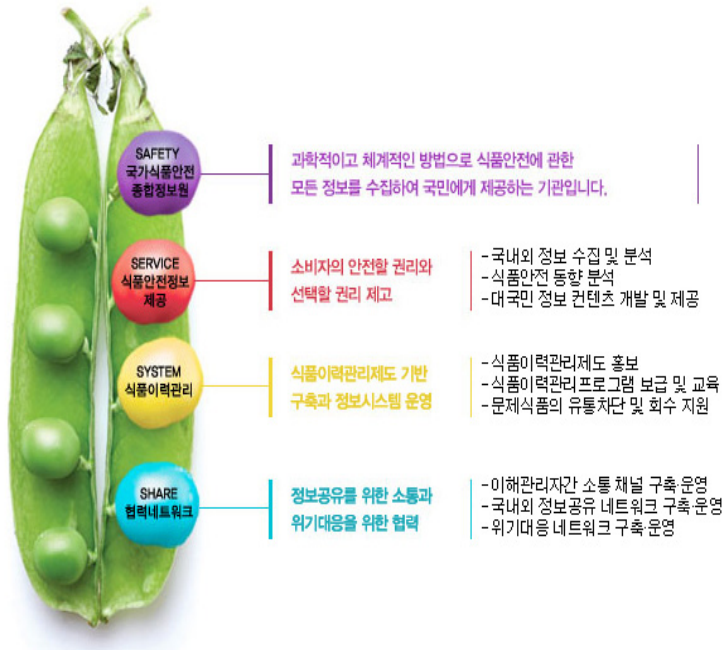 SAFETY
국가식품안전
종합정보원
과학적이고 체계적인 방법으로 식품안전에 관한
모든 정보를 수집하여 국민에게 제공하는 기관입니다.
SERVICE
식품안전정보
제공
소비자의 안전할 권리와
선택할 권리 제고
-국내외 정보 수집 및 분석
-식품안전 동향 분석
-대국민 정보 컨텐츠 개발 및 제공
SYSTEM
식품이력관리
식품이력관리제도 기반
구축과 정보시스템 운영
-식품이력관리제도 홍보
-식품이력관리프로그램 보급 및 교육
-문제식품의 유통차단 및 회수 지원
SHARE
협력네트워크
정보공유를 위한 소통과
위기대응을 위한 협력
-이해관리자간 소통 채널 구축·운영
-국내외 정보공유 네트워크 구축·운영
-위기대응 네트워크 구축·운영